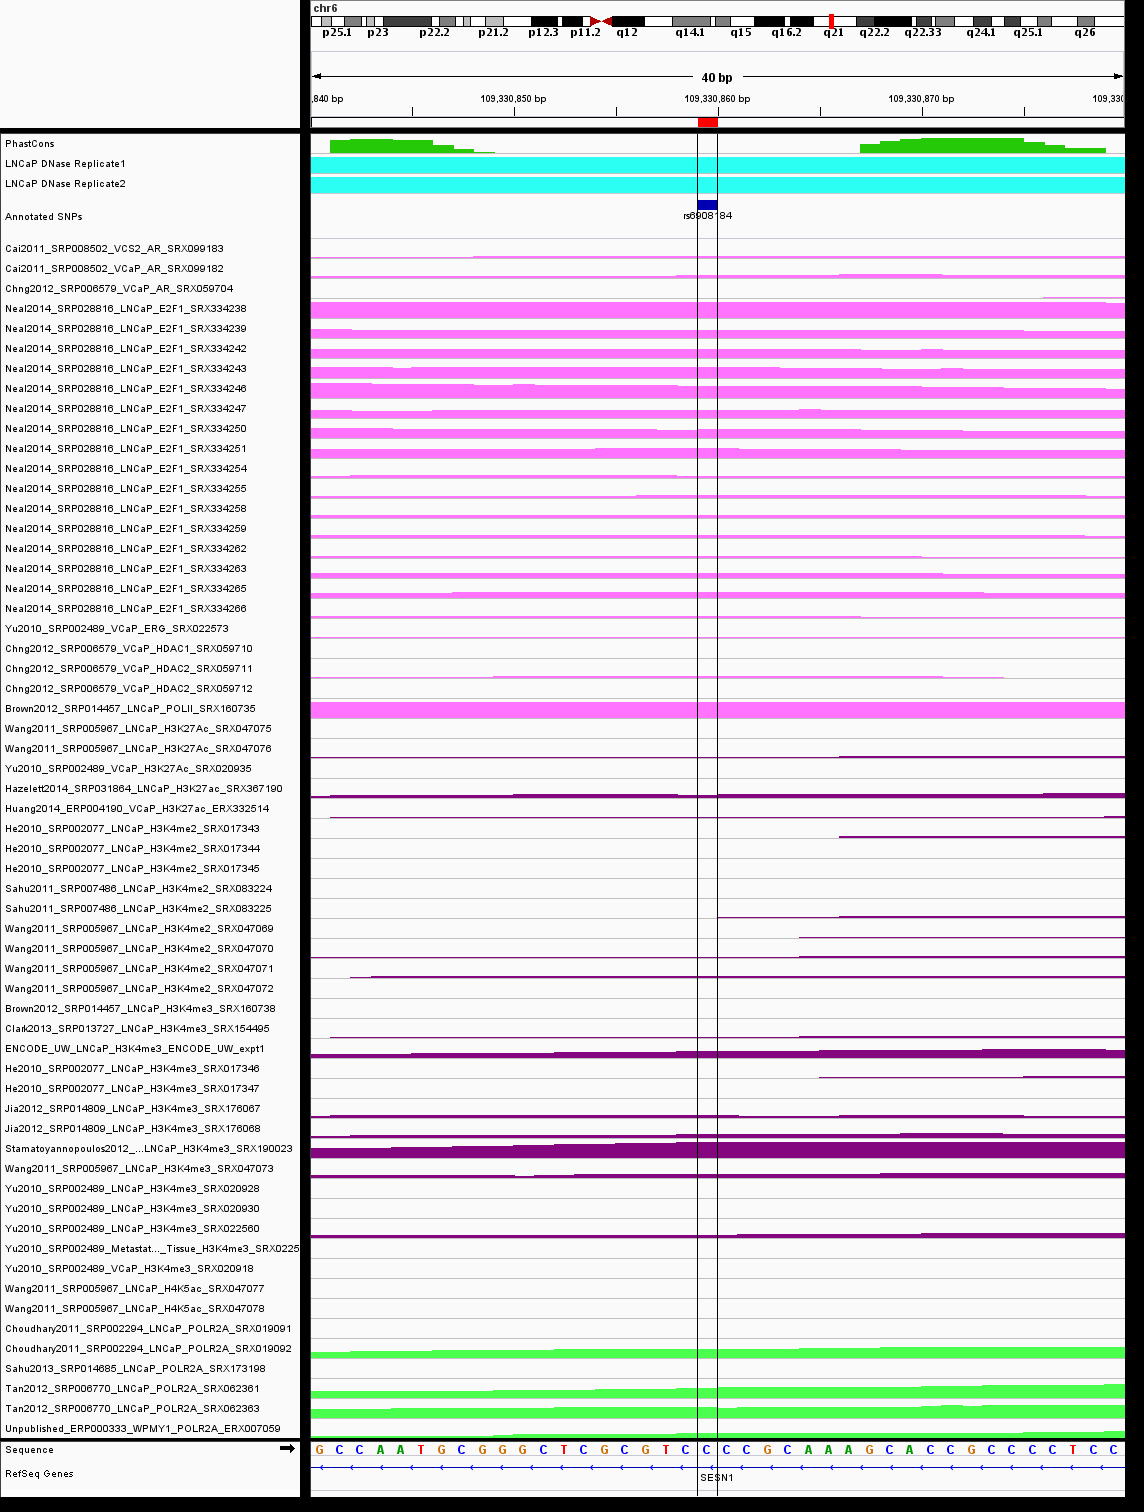 chr6
p25.1 p23 p22.2 p21.2 p12.3 p11.2 q12 q14.1 q15 q16.2 q21 q22.2 q22.33 q24.1 q25.1 q26
40 bp
,840 bp 109,330,850 bp 109,330,860 bp 109,330,870 bp 109,330
PhastCons
LNCaP DNase Replicate1
LNCaP DNase Replicate2
Annotated SNPs
rs6908184
Cai2011_SRP008502_VCS2_AR_SRX099183
Cai2011_SRP008502_VCaP_AR_SRX099182
Chng2012_SRP006579_VCaP_AR_SRX059704
Neal2014_SRP028816_LNCaP_E2F1_SRX334238
Neal2014_SRP028816_LNCaP_E2F1_SRX334239
Neal2014_SRP028816_LNCaP_E2F1_SRX334242
Neal2014_SRP028816_LNCaP_E2F1_SRX334243
Neal2014_SRP028816_LNCaP_E2F1_SRX334246
Neal2014_SRP028816_LNCaP_E2F1_SRX334247
Neal2014_SRP028816_LNCaP_E2F1_SRX334250
Neal2014_SRP028816_LNCaP_E2F1_SRX334251
Neal2014_SRP028816_LNCaP_E2F1_SRX334254
Neal2014_SRP028816_LNCaP_E2F1_SRX334255
Neal2014_SRP028816_LNCaP_E2F1_SRX334258
Neal2014_SRP028816_LNCaP_E2F1_SRX334259
Neal2014_SRP028816_LNCaP_E2F1_SRX334262
Neal2014_SRP028816_LNCaP_E2F1_SRX334263
Neal2014_SRP028816_LNCaP_E2F1_SRX334265
Neal2014_SRP028816_LNCaP_E2F1_SRX334266
Yu2010_SRP002489_VCaP_ERG_SRX022573
Chng2012_SRP006579_VCaP_HDAC1_SRX059710
Chng2012_SRP006579_VCaP_HDAC2_SRX059711
Chng2012_SRP006579_VCaP_HDAC2_SRX059712
Brown2012_SRP014457_LNCaP_POLII_SRX160735
Wang2011_SRP005967_LNCaP_H3K27Ac_SRX047075
Wang2011_SRP005967_LNCaP_H3K27Ac_SRX047076
Yu2010_SRP002489_VCaP_H3K27Ac_SRX020935
Hazelett2014_SRP031864_LNCaP_H3K27ac_SRX367190
Huang2014_ERP004190_VCaP_H3K27ac_ERX332514
He2010_SRP002077_LNCaP_H3K4me2_SRX017343
He2010_SRP002077_LNCaP_H3K4me2_SRX017344
He2010_SRP002077_LNCaP_H3K4me2_SRX017345
Sahu2011_SRP007486_LNCaP_H3K4me2_SRX083224
Sahu2011_SRP007486_LNCaP_H3K4me2_SRX083225
Wang2011_SRP005967_LNCaP_H3K4me2_SRX047069
Wang2011_SRP005967_LNCaP_H3K4me2_SRX047070
Wang2011_SRP005967_LNCaP_H3K4me2_SRX047071
Wang2011_SRP005967_LNCaP_H3K4me2_SRX047072
Brown2012_SRP014457_LNCaP_H3K4me3_SRX160738
Clark2013_SRP013727_LNCaP_H3K4me3_SRX154495
ENCODE_UW_LNCaP_H3K4me3_ENCODE_UW_expt1
He2010_SRP002077_LNCaP_H3K4me3_SRX017346
He2010_SRP002077_LNCaP_H3K4me3_SRX017347
Jia2012_SRP014809_LNCaP_H3K4me3_SRX176067
Jia2012_SRP014809_LNCaP_H3K4me3_SRX176068
Stamatoyannopoulos2012_..._LNCaP_H3K4me3_SRX190023
Wang2011_SRP005967_LNCaP_H3K4me3_SRX047073
Yu2010_SRP002489_LNCaP_H3K4me3_SRX020928
Yu2010_SRP002489_LNCaP_H3K4me3_SRX020930
Yu2010_SRP002489_LNCaP_H3K4me3_SRX022560
Yu2010_SRP002489_Metastat..._Tissue_H3K4me3_SRX0225
Yu2010_SRP002489_VCaP_H3K4me3_SRX020918
Wang2011_SRP005967_LNCaP_H4K5ac_SRX047077
Wang2011_SRP005967_LNCaP_H4K5ac_SRX047078
Choudhary2011_SRP002294_LNCaP_POLR2A_SRX019091
Choudhary2011_SRP002294_LNCaP_POLR2A_SRX019092
Sahu2013_SRP014685_LNCaP_POLR2A_SRX173198
Tan2012_SRP006770_LNCaP_POLR2A_SRX062361
Tan2012_SRP006770_LNCaP_POLR2A_SRX062363
Unpublished_ERP000333_WPMY1_POLR2A_ERX007059
Sequence G C C A A T G C G G G C T C G C G T C C C C G C A A A G C A C C G C C C C T C C
RefSeq Genes
SESN1